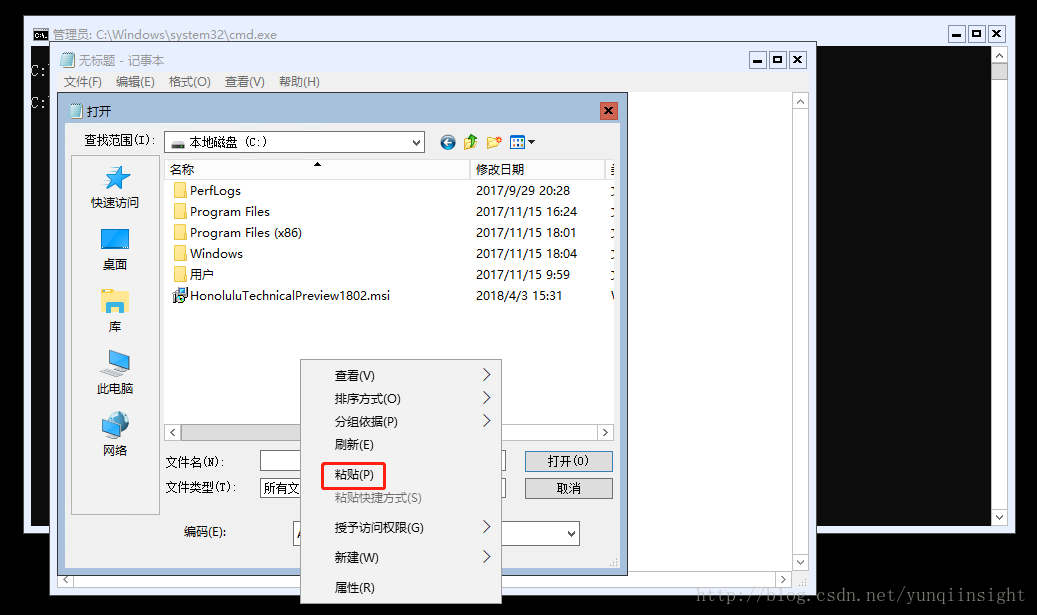 管理员: C:\Windows\system32\cmd.exe
无标题 - 记事本
文件(F) 编辑(E) 格式(O) 查看(V) 帮助(H)
C:\
C:\
打开
查找范围(I): 本地磁盘 (C:)
快速访问
桌面
库
此电脑
网络
名称 修改日期
PerfLogs 2017/9/29 20:28
Program Files 2017/11/15 16:24
Program Files (x86) 2017/11/15 18:01
Windows 2017/11/15 18:04
用户 2017/11/15 9:59
HonoluluTechnicalPreview1802.msi 2018/4/3 15:31
查看(V)
排序方式(O)
分组依据(P)
刷新(E)
粘贴(P)
粘贴快捷方式(S)
授予访问权限(G)
新建(W)
属性(R)
文件名(N): 打开(O)
文件类型(T): 所有文 取消
编码(E):
http://blog.csdn.net/yunqiinsight